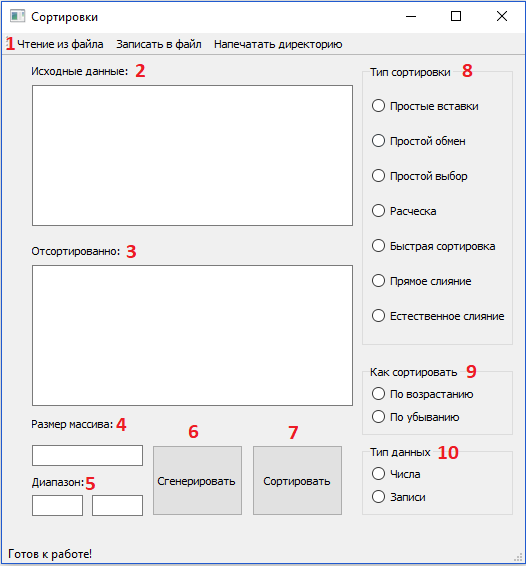 Сортировки
1 Чтение из файла Записать в файл Напечатать директорию
Исходные данные: 2
Отсортированно: 3
Размер массива: 4
Диапазон: 5
6
Сгенерировать
7
Сортировать
Тип сортировки 8
Простые вставки
Простой обмен
Простой выбор
Расческа
Быстрая сортировка
Прямое слияние
Естественное слияние
Как сортировать 9
По возрастанию
По убыванию
Тип данных 10
Числа
Записи
Готов к работе!